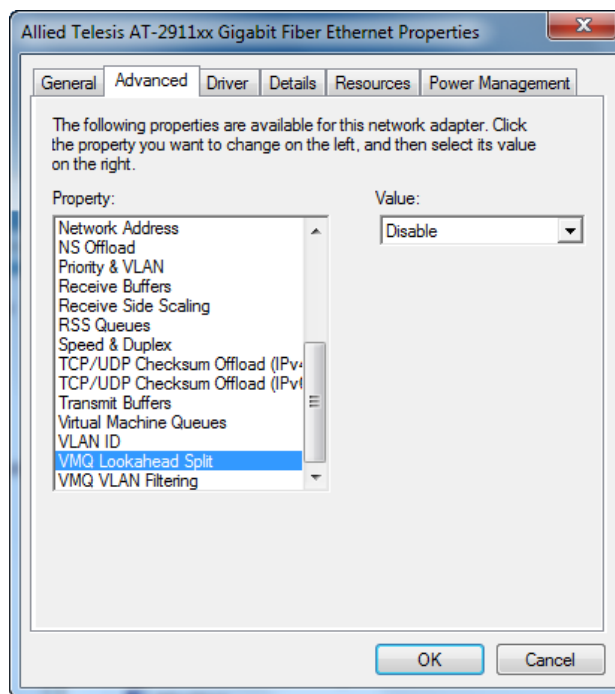 Allied Telesis AT-2911xx Gigabit Fiber Ethernet Properties
General Advanced Driver Details Resources Power Management
The following properties are available for this network adapter. Click
the property you want to change on the left, and then select its value
on the right.
Property:
Value:
Network Address
NS Offload
Priority & VLAN
Receive Buffers
Receive Side Scaling
RSS Queues
Speed & Duplex
TCP/UDP Checksum Offload (IPv4
TCP/UDP Checksum Offload (IPv6
Transmit Buffers
Virtual Machine Queues
VLAN ID
VMQ Lookahead Split
VMQ VLAN Filtering
Disable
OK
Cancel